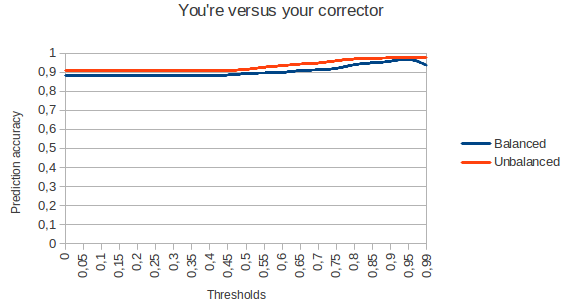 You're versus your corrector
1
0,9
0,8
0,7
0,6
0,5
0,4
0,3
0,2
0,1
0
Prediction accuracy
0 0,05 0,1 0,15 0,2 0,25 0,3 0,35 0,4 0,45 0,5 0,55 0,6 0,65 0,7 0,75 0,8 0,85 0,9 0,95 0,99
Thresholds
Balanced
Unbalanced